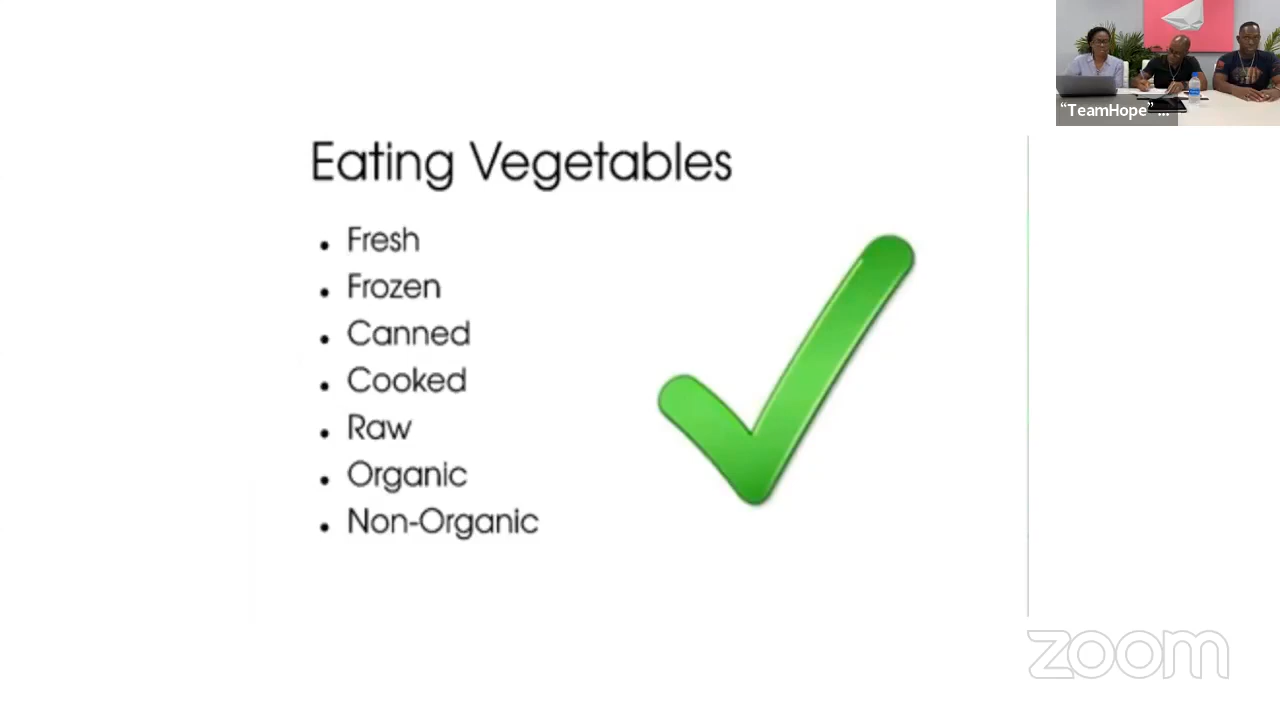 “TeamHope” ...
Eating Vegetables
• Fresh
• Frozen
• Canned
• Cooked
• Raw
• Organic
• Non-Organic
zoom